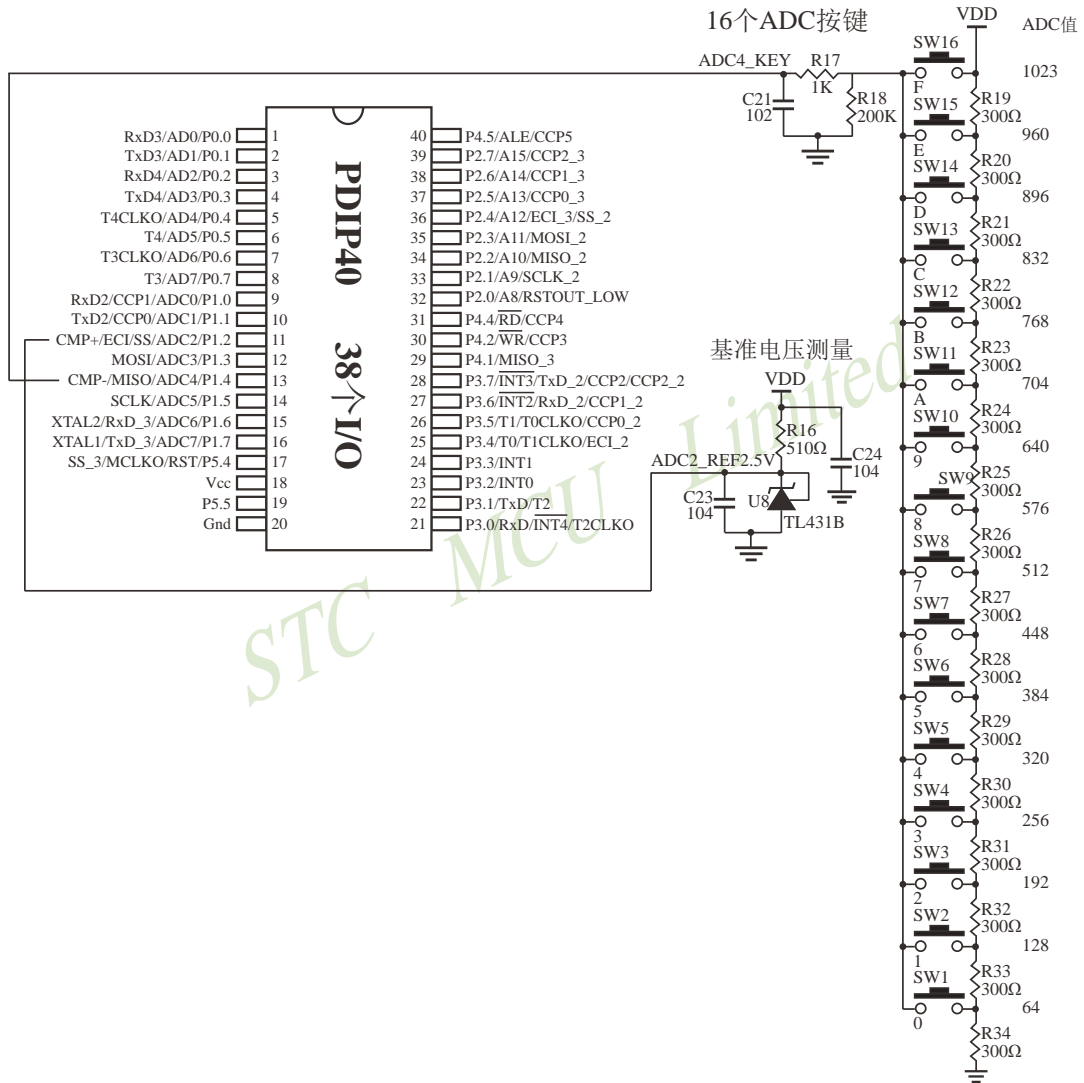 16个ADC按键
VDD
ADC值
ADC4_KEY
R17
1K
C21
102
R18
200K
SW16
F
1023
R19
300Ω
SW15
E
960
R20
300Ω
SW14
D
896
R21
300Ω
SW13
C
832
R22
300Ω
SW12
B
768
R23
300Ω
SW11
A
704
R24
300Ω
SW10
9
640
R25
300Ω
SW9
8
576
R26
300Ω
SW8
7
512
R27
300Ω
SW7
6
448
R28
300Ω
SW6
5
384
R29
300Ω
SW5
4
320
R30
300Ω
SW4
3
256
R31
300Ω
SW3
2
192
R32
300Ω
SW2
1
128
R33
300Ω
SW1
0
64
R34
300Ω
PDIP40 38个I/O
RxD3/AD0/P0.0 1
TxD3/AD1/P0.1 2
RxD4/AD2/P0.2 3
TxD4/AD3/P0.3 4
T4CLKO/AD4/P0.4 5
T4/AD5/P0.5 6
T3CLKO/AD6/P0.6 7
T3/AD7/P0.7 8
RxD2/CCP1/ADC0/P1.0 9
TxD2/CCP0/ADC1/P1.1 10
CMP+/ECI/SS/ADC2/P1.2 11
MOSI/ADC3/P1.3 12
CMP-/MISO/ADC4/P1.4 13
SCLK/ADC5/P1.5 14
XTAL2/RxD_3/ADC6/P1.6 15
XTAL1/TxD_3/ADC7/P1.7 16
SS_3/MCLKO/RST/P5.4 17
Vcc 18
P5.5 19
Gnd 20
40 P4.5/ALE/CCP5
39 P2.7/A15/CCP2_3
38 P2.6/A14/CCP1_3
37 P2.5/A13/CCP0_3
36 P2.4/A12/ECI_3/SS_2
35 P2.3/A11/MOSI_2
34 P2.2/A10/MISO_2
33 P2.1/A9/SCLK_2
32 P2.0/A8/RSTOUT_LOW
31 P4.4/RD/CCP4
30 P4.2/WR/CCP3
29 P4.1/MISO_3
28 P3.7/INT3/TxD_2/CCP2/CCP2_2
27 P3.6/INT2/RxD_2/CCP1_2
26 P3.5/T1/T0CLKO/CCP0_2
25 P3.4/T0/T1CLKO/ECI_2
24 P3.3/INT1
23 P3.2/INT0
22 P3.1/TxD/T2
21 P3.0/RxD/INT4/T2CLKO
基准电压测量
VDD
R16
510Ω
ADC2_REF2.5V
C24
104
C23
104
U8
TL431B
STC MCU Limited